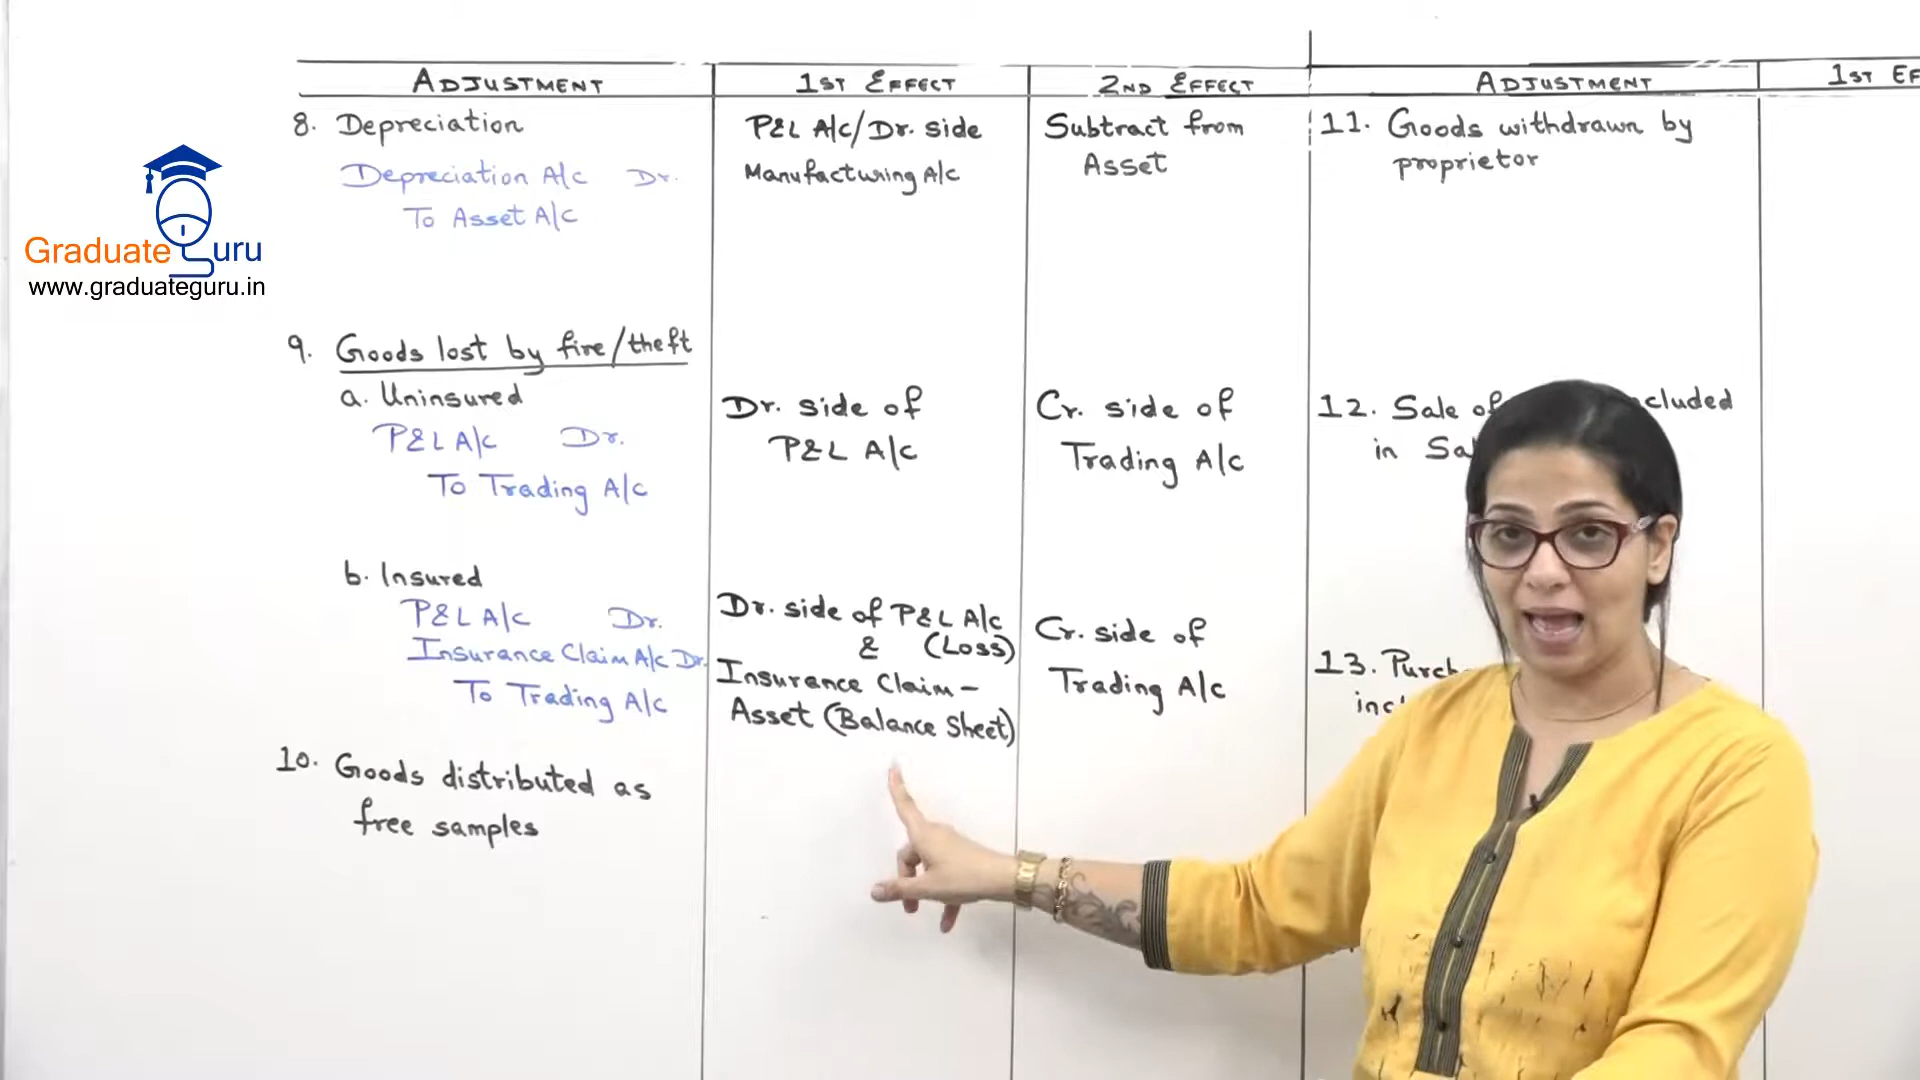 ADJUSTMENT
1ST EFFECT
2ND EFFECT
8. Depreciation
P&L A/c/Dr. side
Subtract from
Depreciation A/c Dr.
Manufacturing A/c
Asset
To Asset A/c
9. Goods lost by fire/theft
a. Uninsured
P&L A/c Dr.
Dr. side of
Cr. side of
P&L A/c
Trading A/c
To Trading A/c
b. Insured
P&L A/c Dr.
Dr. side of P&L A/c
Cr. side of
Insurance Claim A/c Dr.
& (Loss)
Trading A/c
To Trading A/c
Insurance Claim -
Asset (Balance Sheet)
10. Goods distributed as
free samples
ADJUSTMENT
1ST
11. Goods withdrawn by
proprietor
12. Sale of
in
13.
Graduate Guru
www.graduateguru.in